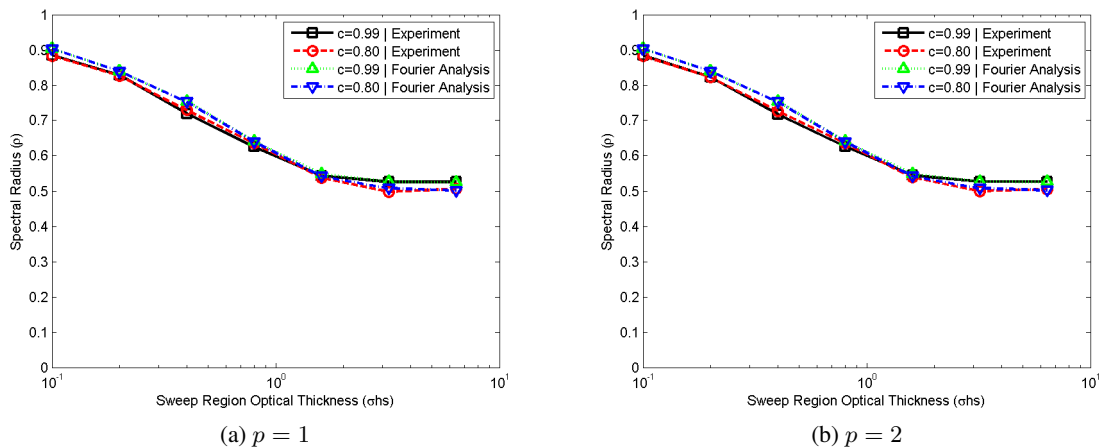 1
0.9
0.8
0.7
0.6
0.5
0.4
0.3
0.2
0.1
0
Spectral Radius (ρ)
c=0.99 | Experiment
c=0.80 | Experiment
c=0.99 | Fourier Analysis
c=0.80 | Fourier Analysis
10^-1
10^0
10^1
Sweep Region Optical Thickness (σhs)
(a) p = 1
1
0.9
0.8
0.7
0.6
0.5
0.4
0.3
0.2
0.1
0
Spectral Radius (ρ)
c=0.99 | Experiment
c=0.80 | Experiment
c=0.99 | Fourier Analysis
c=0.80 | Fourier Analysis
10^-1
10^0
10^1
Sweep Region Optical Thickness (σhs)
(b) p = 2